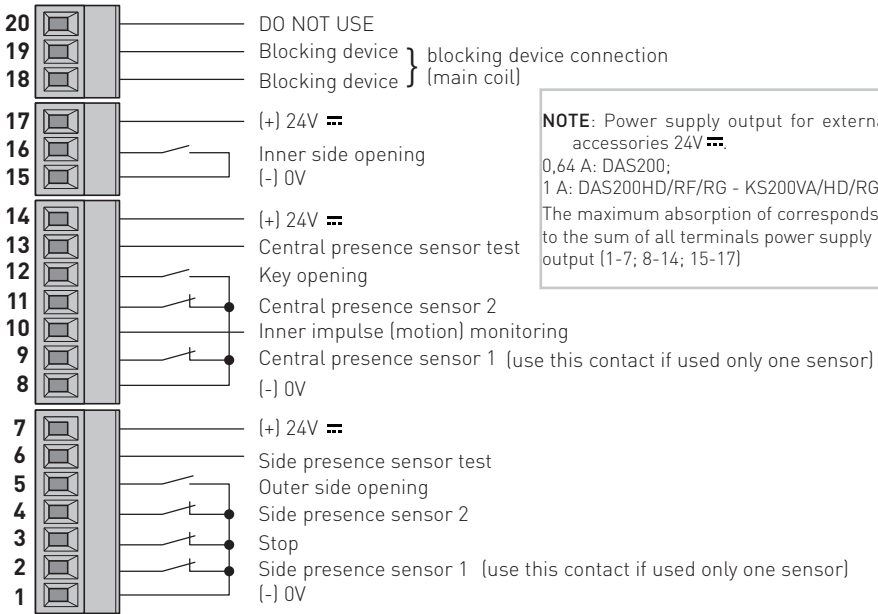 20 DO NOT USE
19 Blocking device } blocking device connection
18 Blocking device (main coil)
17 (+) 24V ⎓
16 Inner side opening
15 (-) 0V
NOTE: Power supply output for externa
accessories 24V ⎓.
0,64 A: DAS200;
1 A: DAS200HD/RF/RG - KS200VA/HD/RG
The maximum absorption of corresponds
to the sum of all terminals power supply
output (1-7; 8-14; 15-17)
14 (+) 24V ⎓
13 Central presence sensor test
12 Key opening
11 Central presence sensor 2
10 Inner impulse (motion) monitoring
9 Central presence sensor 1 (use this contact if used only one sensor)
8 (-) 0V
7 (+) 24V ⎓
6 Side presence sensor test
5 Outer side opening
4 Side presence sensor 2
3 Stop
2 Side presence sensor 1 (use this contact if used only one sensor)
1 (-) 0V